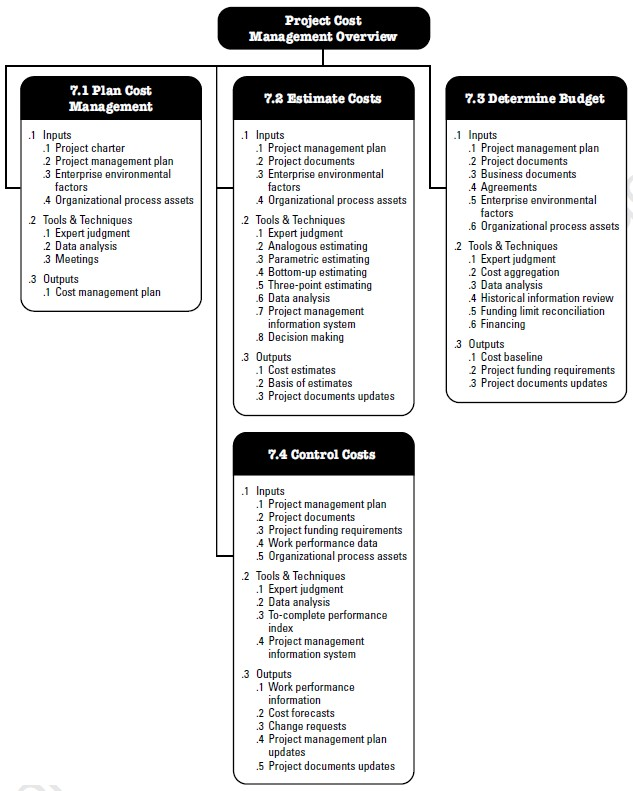 Project Cost
Management Overview
7.1 Plan Cost
Management
.1 Inputs
.1 Project charter
.2 Project management plan
.3 Enterprise environmental
factors
.4 Organizational process assets
.2 Tools & Techniques
.1 Expert judgment
.2 Data analysis
.3 Meetings
.3 Outputs
.1 Cost management plan
7.2 Estimate Costs
.1 Inputs
.1 Project management plan
.2 Project documents
.3 Enterprise environmental
factors
.4 Organizational process assets
.2 Tools & Techniques
.1 Expert judgment
.2 Analogous estimating
.3 Parametric estimating
.4 Bottom-up estimating
.5 Three-point estimating
.6 Data analysis
.7 Project management
information system
.8 Decision making
.3 Outputs
.1 Cost estimates
.2 Basis of estimates
.3 Project documents updates
7.3 Determine Budget
.1 Inputs
.1 Project management plan
.2 Project documents
.3 Business documents
.4 Agreements
.5 Enterprise environmental
factors
.6 Organizational process assets
.2 Tools & Techniques
.1 Expert judgment
.2 Cost aggregation
.3 Data analysis
.4 Historical information review
.5 Funding limit reconciliation
.6 Financing
.3 Outputs
.1 Cost baseline
.2 Project funding requirements
.3 Project documents updates
7.4 Control Costs
.1 Inputs
.1 Project management plan
.2 Project documents
.3 Project funding requirements
.4 Work performance data
.5 Organizational process assets
.2 Tools & Techniques
.1 Expert judgment
.2 Data analysis
.3 To-complete performance
index
.4 Project management
information system
.3 Outputs
.1 Work performance
information
.2 Cost forecasts
.3 Change requests
.4 Project management plan
updates
.5 Project documents updates